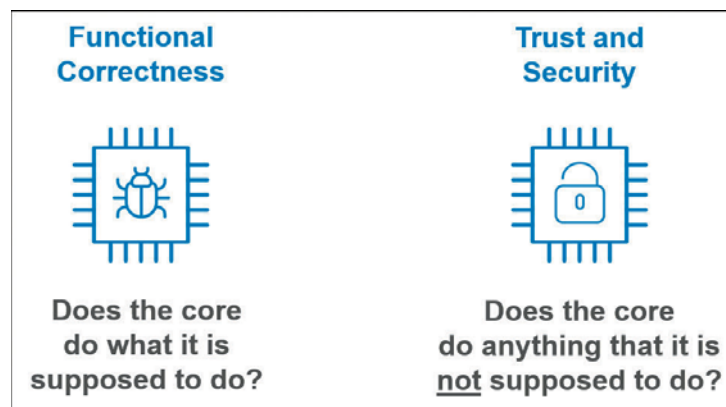 Functional
Correctness
Does the core
do what it is
supposed to do?
Trust and
Security
Does the core
do anything that it is
not supposed to do?